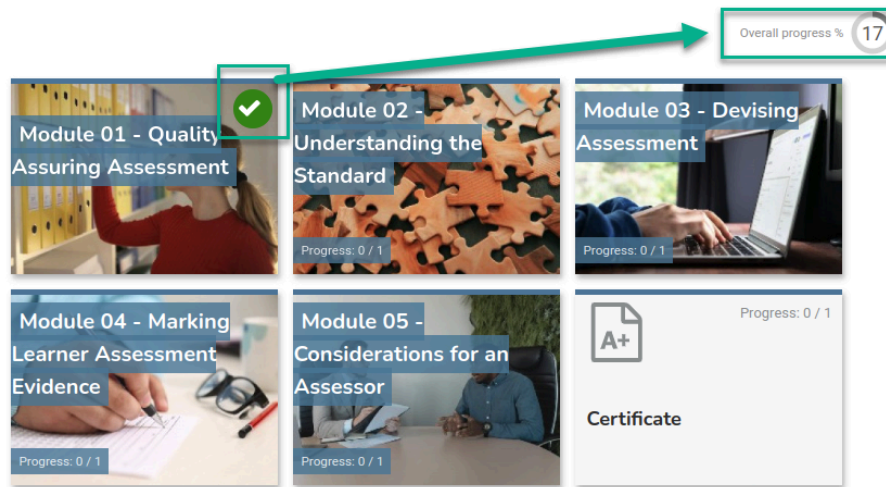 Overall progress % 17
Module 01 - Quality
Assuring Assessment
Module 02 -
Understanding the
Standard
Progress: 0 / 1
Module 03 - Devising
Assessment
Progress: 0 / 1
Module 04 - Marking
Learner Assessment
Evidence
Progress: 0 / 1
Module 05 -
Considerations for an
Assessor
Progress: 0 / 1
Progress: 0 / 1
A+
Certificate